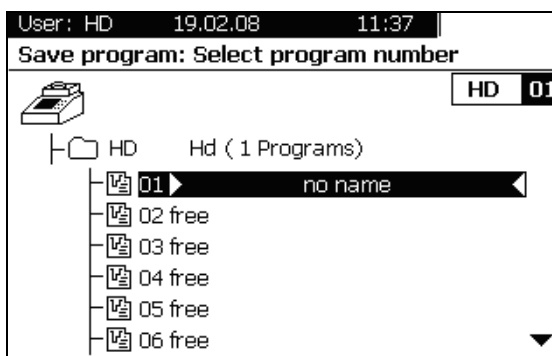 User: HD 19.02.08 11:37
Save program: Select program number
HD 01
HD Hd ( 1 Programs)
01 no name
02 free
03 free
04 free
05 free
06 free